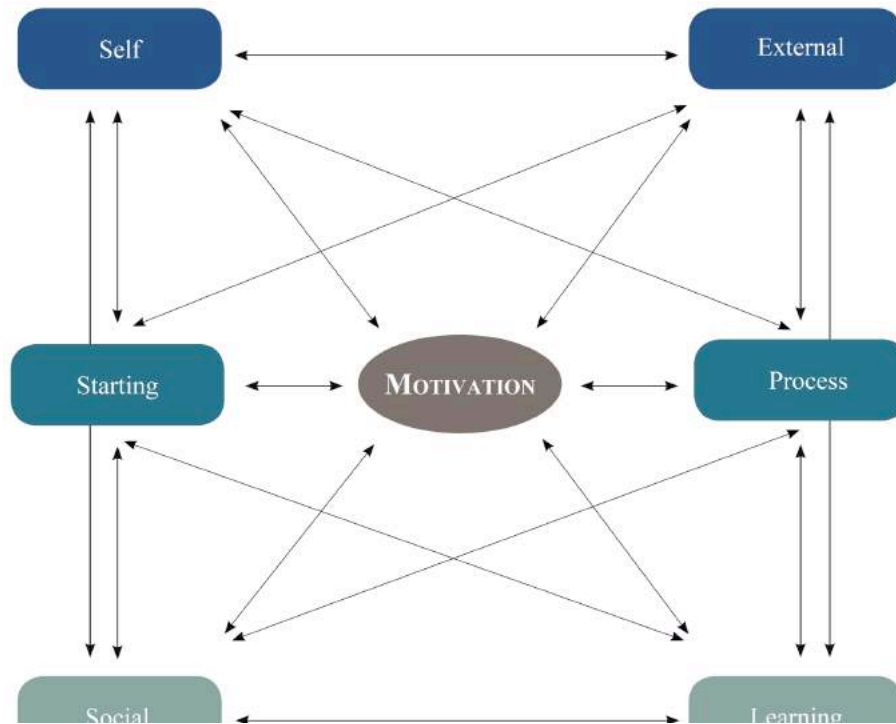 Self
External
Starting
MOTIVATION
Process
Social
Learning